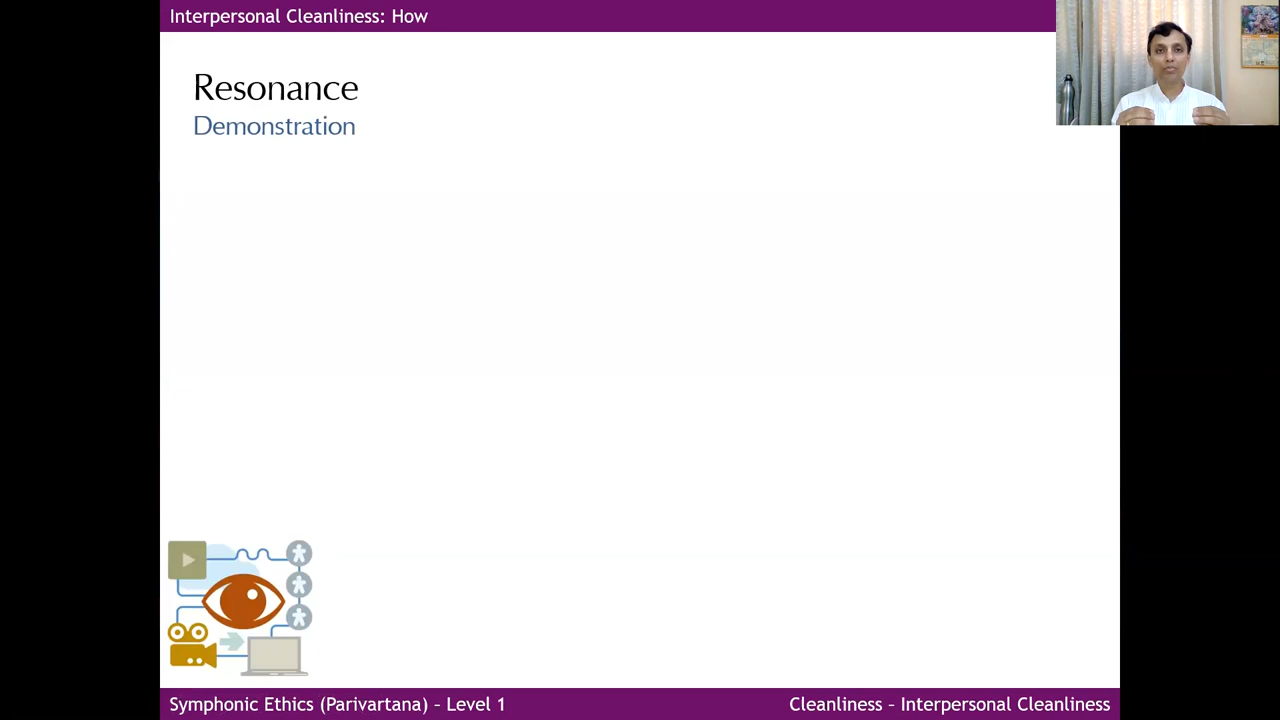 Interpersonal Cleanliness: How
Resonance
Demonstration
Symphonic Ethics (Parivartana) – Level 1
Cleanliness – Interpersonal Cleanliness